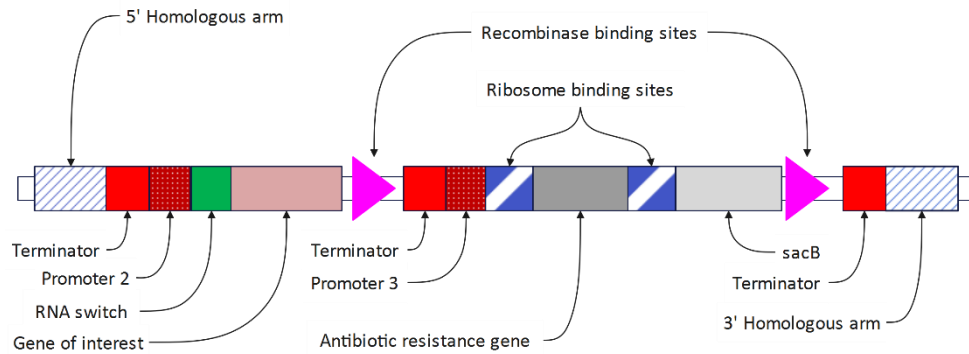 5' Homologous arm
Recombinase binding sites
Ribosome binding sites
Terminator
Promoter 2
RNA switch
Gene of interest
Terminator
Promoter 3
Antibiotic resistance gene
sacB
Terminator
3' Homologous arm